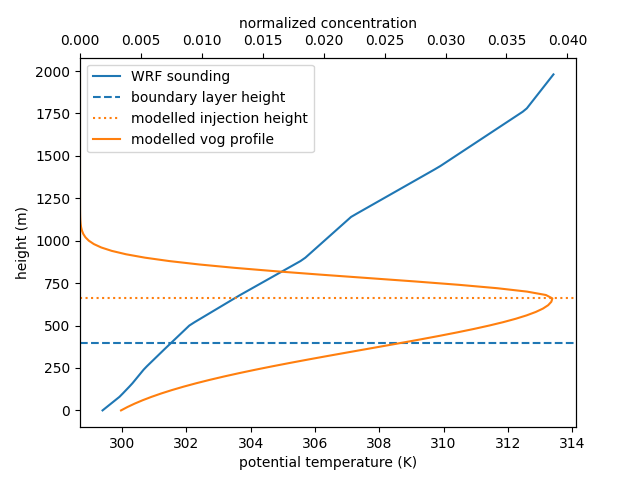 normalized concentration
0.000 0.005 0.010 0.015 0.020 0.025 0.030 0.035 0.040
WRF sounding
boundary layer height
modelled injection height
modelled vog profile
height (m)
2000
1750
1500
1250
1000
750
500
250
0
300 302 304 306 308 310 312 314
potential temperature (K)